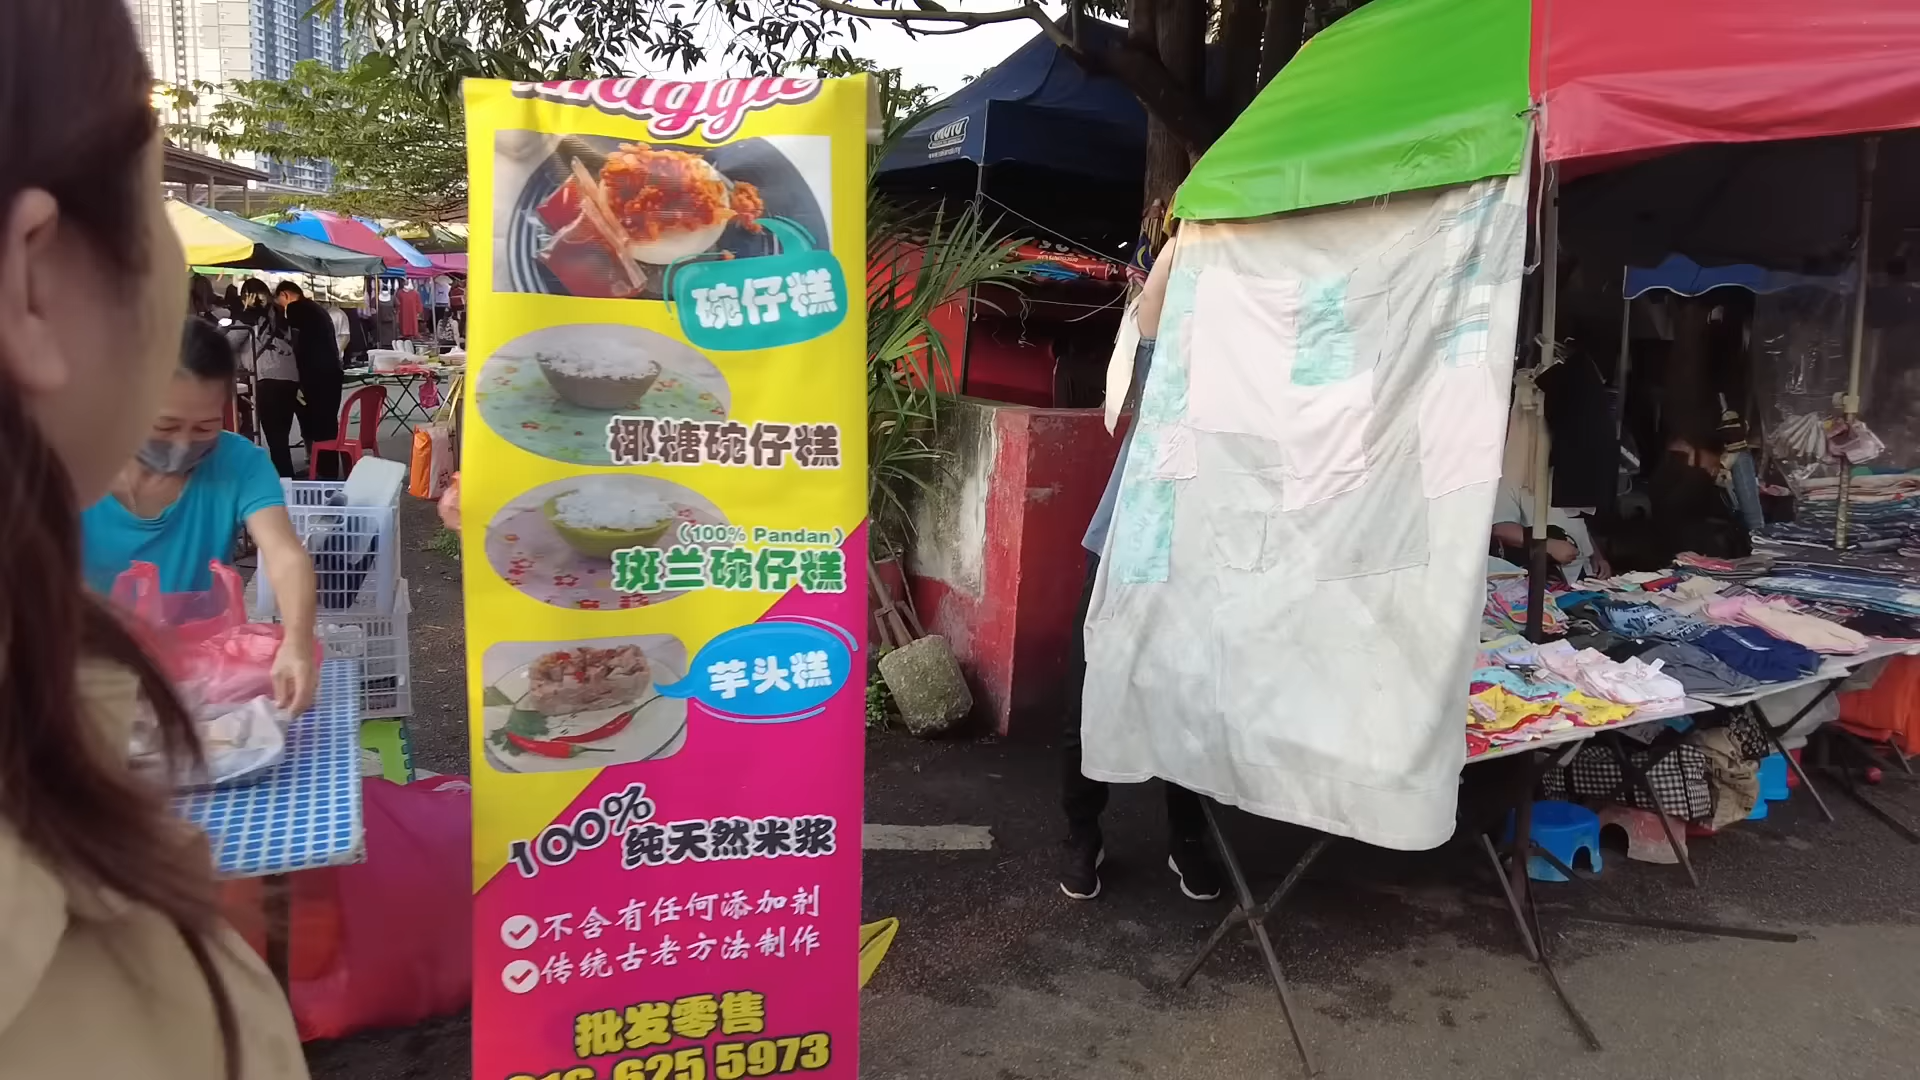 碗仔糕
椰糖碗仔糕
(100% Pandan)
斑兰碗仔糕
芋头糕
100%
纯天然米浆
不含有任何添加剂
传统古老方法制作
批发零售
625 5973